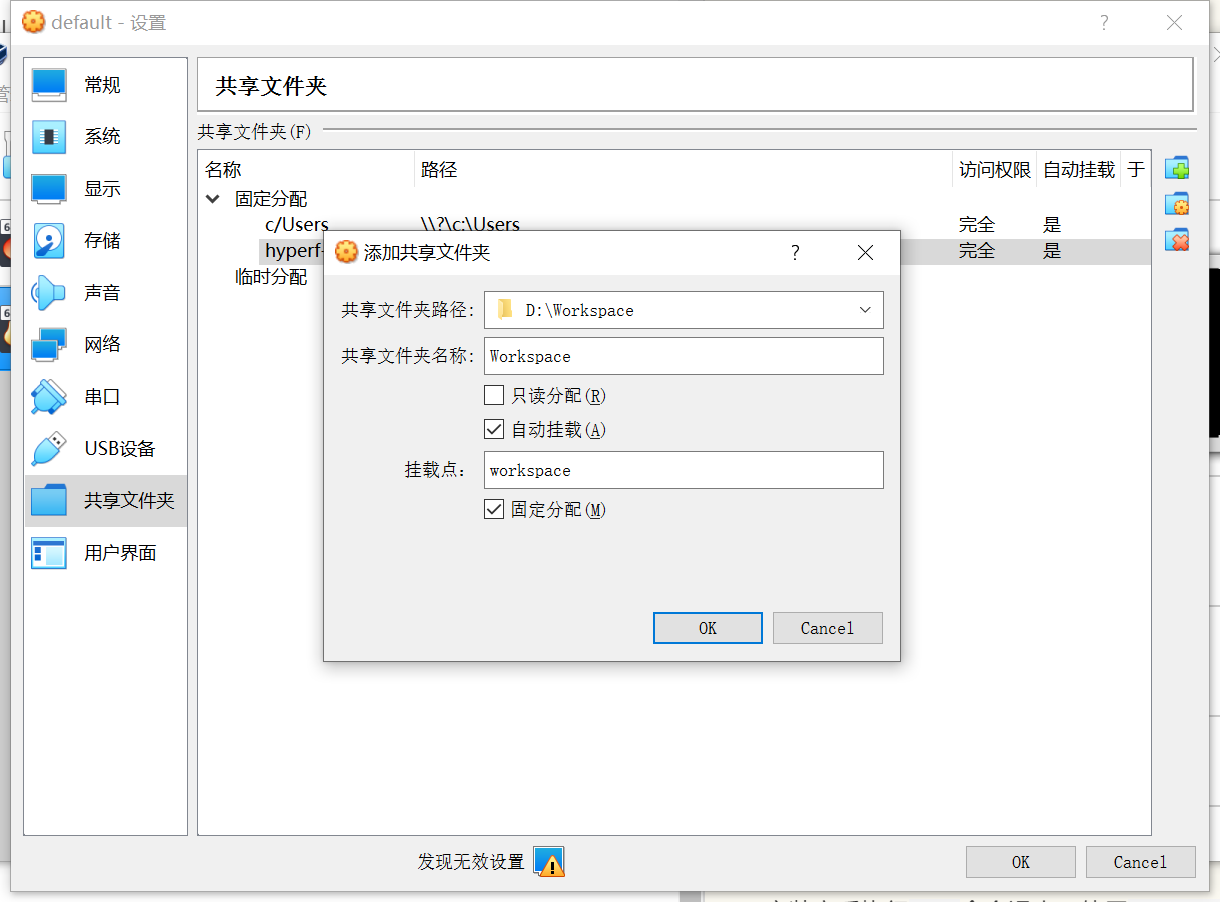 default - 设置
常规
系统
显示
存储
声音
网络
串口
USB设备
共享文件夹
用户界面
共享文件夹
共享文件夹(F)
名称 路径 访问权限 自动挂载 于
固定分配
c/Users \\?\c:\Users 完全 是
hyperf- 完全 是
临时分配
添加共享文件夹 ?
共享文件夹路径: D:\Workspace
共享文件夹名称: Workspace
只读分配(R)
自动挂载(A)
挂载点: workspace
固定分配(M)
OK Cancel
发现无效设置
OK Cancel